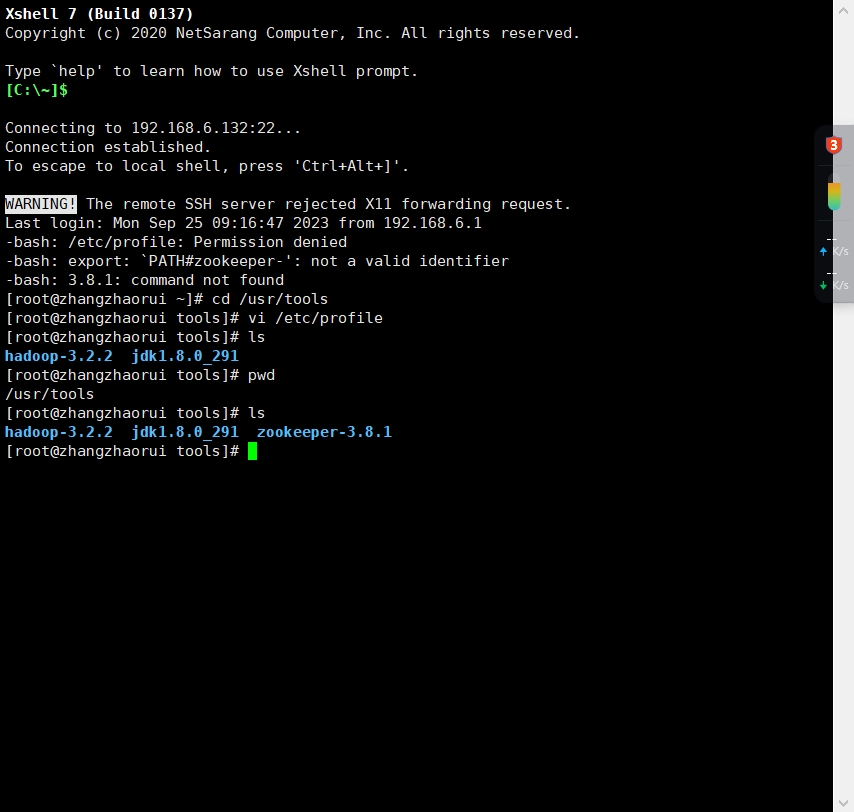 Xshell 7 (Build 0137)
Copyright (c) 2020 NetSarang Computer, Inc. All rights reserved.
Type `help' to learn how to use Xshell prompt.
[C:\~]$
Connecting to 192.168.6.132:22...
Connection established.
To escape to local shell, press 'Ctrl+Alt+]'.
WARNING! The remote SSH server rejected X11 forwarding request.
Last login: Mon Sep 25 09:16:47 2023 from 192.168.6.1
-bash: /etc/profile: Permission denied
-bash: export: `PATH#zookeeper-': not a valid identifier
-bash: 3.8.1: command not found
[root@zhangzhaorui ~]# cd /usr/tools
[root@zhangzhaorui tools]# vi /etc/profile
[root@zhangzhaorui tools]# ls
hadoop-3.2.2  jdk1.8.0_291
[root@zhangzhaorui tools]# pwd
/usr/tools
[root@zhangzhaorui tools]# ls
hadoop-3.2.2  jdk1.8.0_291  zookeeper-3.8.1
[root@zhangzhaorui tools]#
3
--
K/s
--
K/s